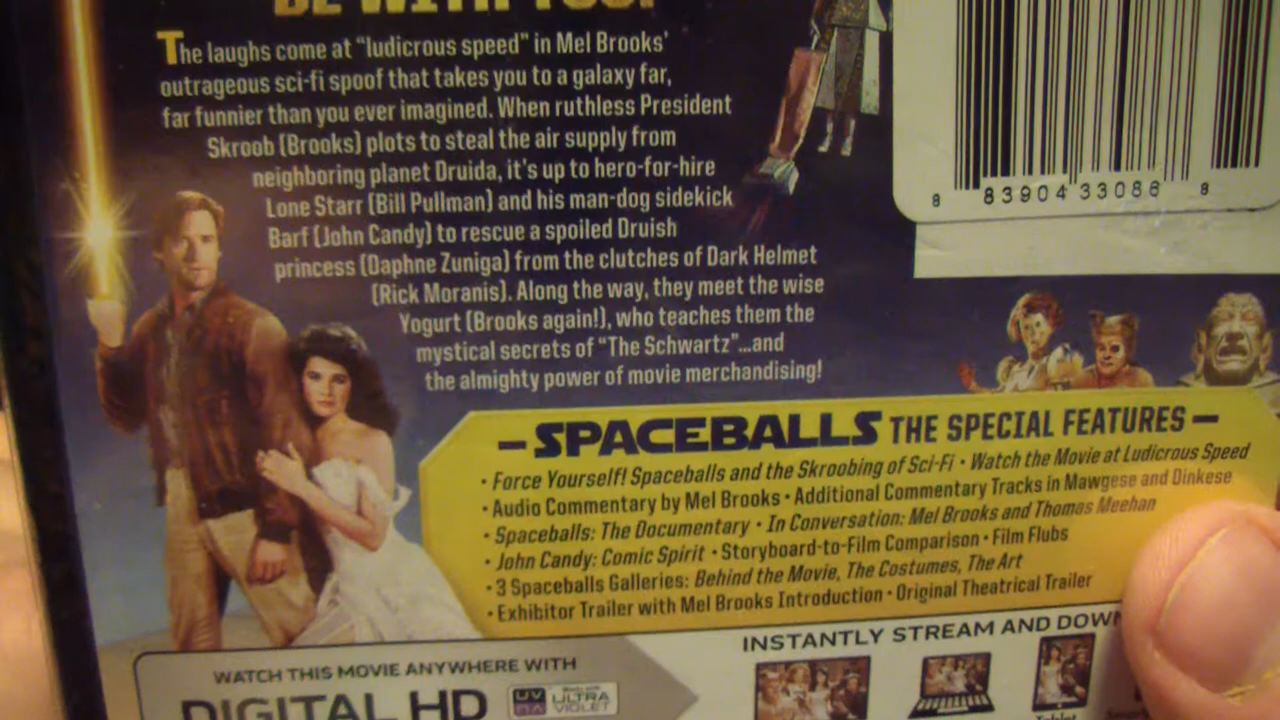 BE WITH YOU!
The laughs come at “ludicrous speed” in Mel Brooks’
outrageous sci-fi spoof that takes you to a galaxy far,
far funnier than you ever imagined. When ruthless President
Skroob (Brooks) plots to steal the air supply from
neighboring planet Druida, it’s up to hero-for-hire
Lone Starr (Bill Pullman) and his man-dog sidekick
Barf (John Candy) to rescue a spoiled Druish
princess (Daphne Zuniga) from the clutches of Dark Helmet
(Rick Moranis). Along the way, they meet the wise
Yogurt (Brooks again!), who teaches them the
mystical secrets of “The Schwartz”...and
the almighty power of movie merchandising!
8 83904 33086 8
—SPACEBALLS THE SPECIAL FEATURES—
• Force Yourself! Spaceballs and the Skroobing of Sci-Fi • Watch the Movie at Ludicrous Speed
• Audio Commentary by Mel Brooks • Additional Commentary Tracks in Mawgese and Dinkese
• Spaceballs: The Documentary • In Conversation: Mel Brooks and Thomas Meehan
• John Candy: Comic Spirit • Storyboard-to-Film Comparison • Film Flubs
• 3 Spaceballs Galleries: Behind the Movie, The Costumes, The Art
• Exhibitor Trailer with Mel Brooks Introduction • Original Theatrical Trailer
WATCH THIS MOVIE ANYWHERE WITH
DIGITAL HD
UV
ULTRA
VIOLET
INSTANTLY STREAM AND DOWN
Tablet